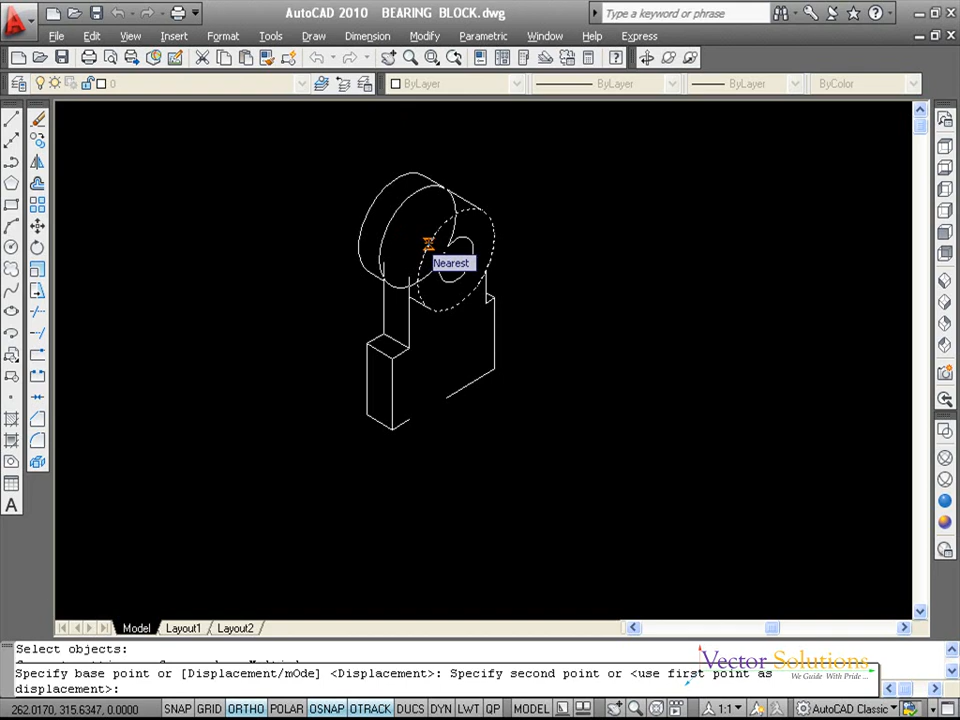 AutoCAD 2010 BEARING BLOCK.dwg
Type a keyword or phrase
File Edit View Insert Format Tools Draw Dimension Modify Parametric Window Help Express
0 ByLayer ByLayer ByLayer ByColor
Nearest
A
Model Layout1 Layout2
Select objects:
Specify base point or [Displacement/mOde] <Displacement>: Specify second point or <use first point as
displacement>:
Vector Solutions
We Guide With Pride ...
262.0170, 315.6347, 0.0000 SNAP GRID ORTHO POLAR OSNAP OTRACK DUCS DYN LWT QP MODEL 1:1 AutoCAD Classic